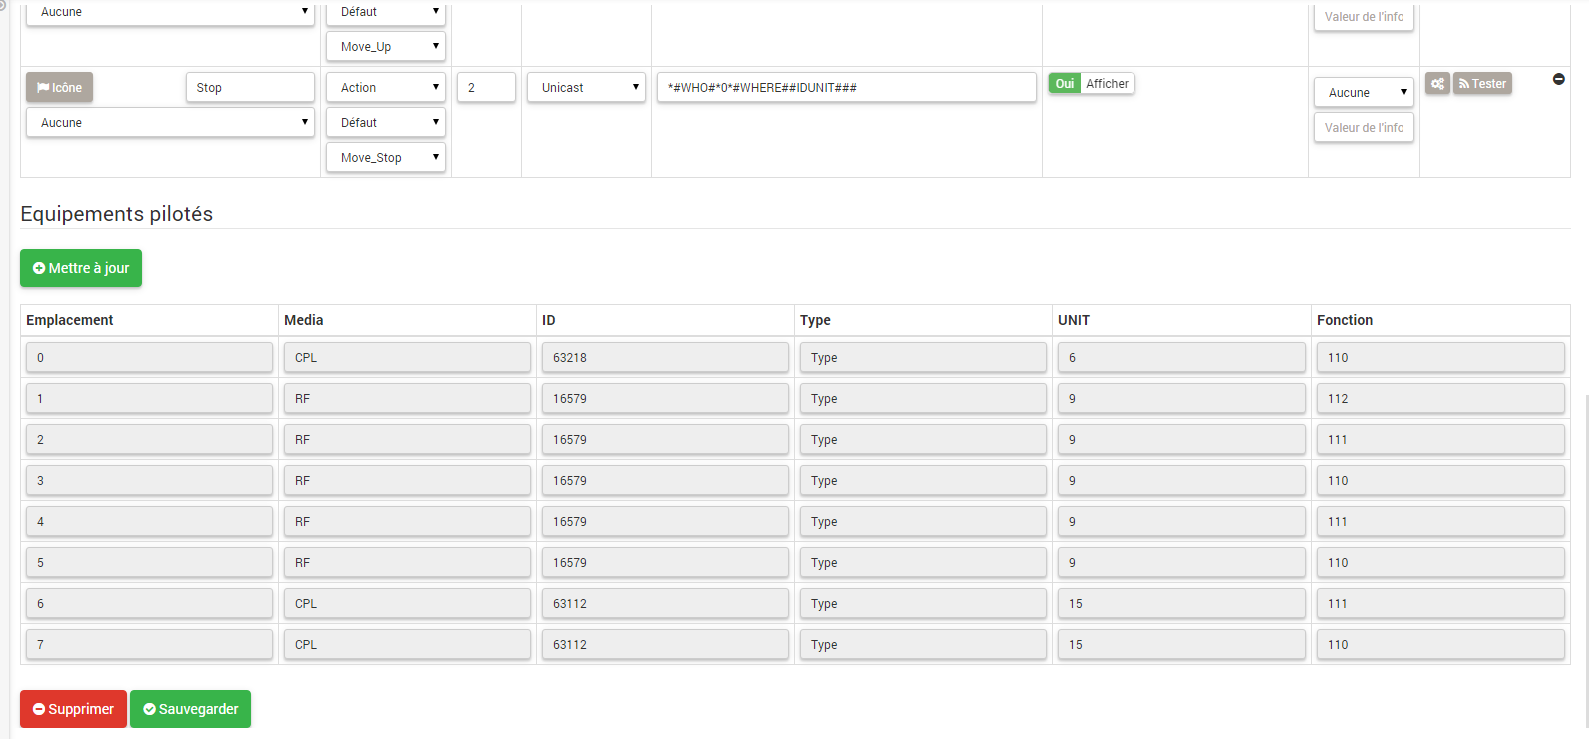 Aucune Défaut Valeur de l'info
Move_Up
Icône Stop Action 2 Unicast *#WHO#*0*#WHERE##IDUNIT### Oui Afficher Aucune Tester
Aucune Défaut Valeur de l'info
Move_Stop
Equipements pilotés
Mettre à jour
Emplacement Media ID Type UNIT Fonction
0 CPL 63218 Type 6 110
1 RF 16579 Type 9 112
2 RF 16579 Type 9 111
3 RF 16579 Type 9 110
4 RF 16579 Type 9 111
5 RF 16579 Type 9 110
6 CPL 63112 Type 15 111
7 CPL 63112 Type 15 110
Supprimer Sauvegarder